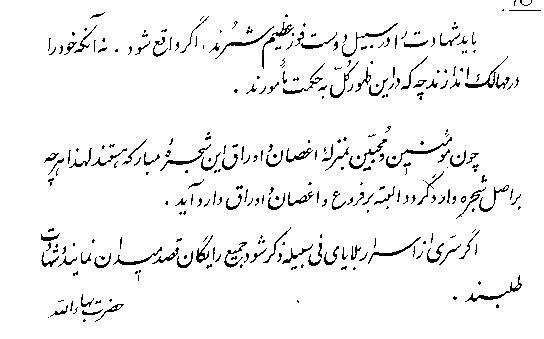 باید شهادت را در سبیل دوست فوز عظیم شمرند، اگر واقع شود . نه آنکه خود را
در مهالک اندازند چه که در این ظهور کلّ به حکمت مأمورند .
چون مؤمنین و محبّین بمنزلهٔ اغصان و اوراق این شجرهٔ مبارکه هستند لهذا هر چه
بر اصل شجره وارد گردد البته بر فروع و اغصان و اوراق وارد آید .
اگر سرّی از اسرار بلایای فی سبیله ذکر شود جمیع رایگان قصد میدان نمایند و شهادت
طلبند .
حضرت بهاءالله